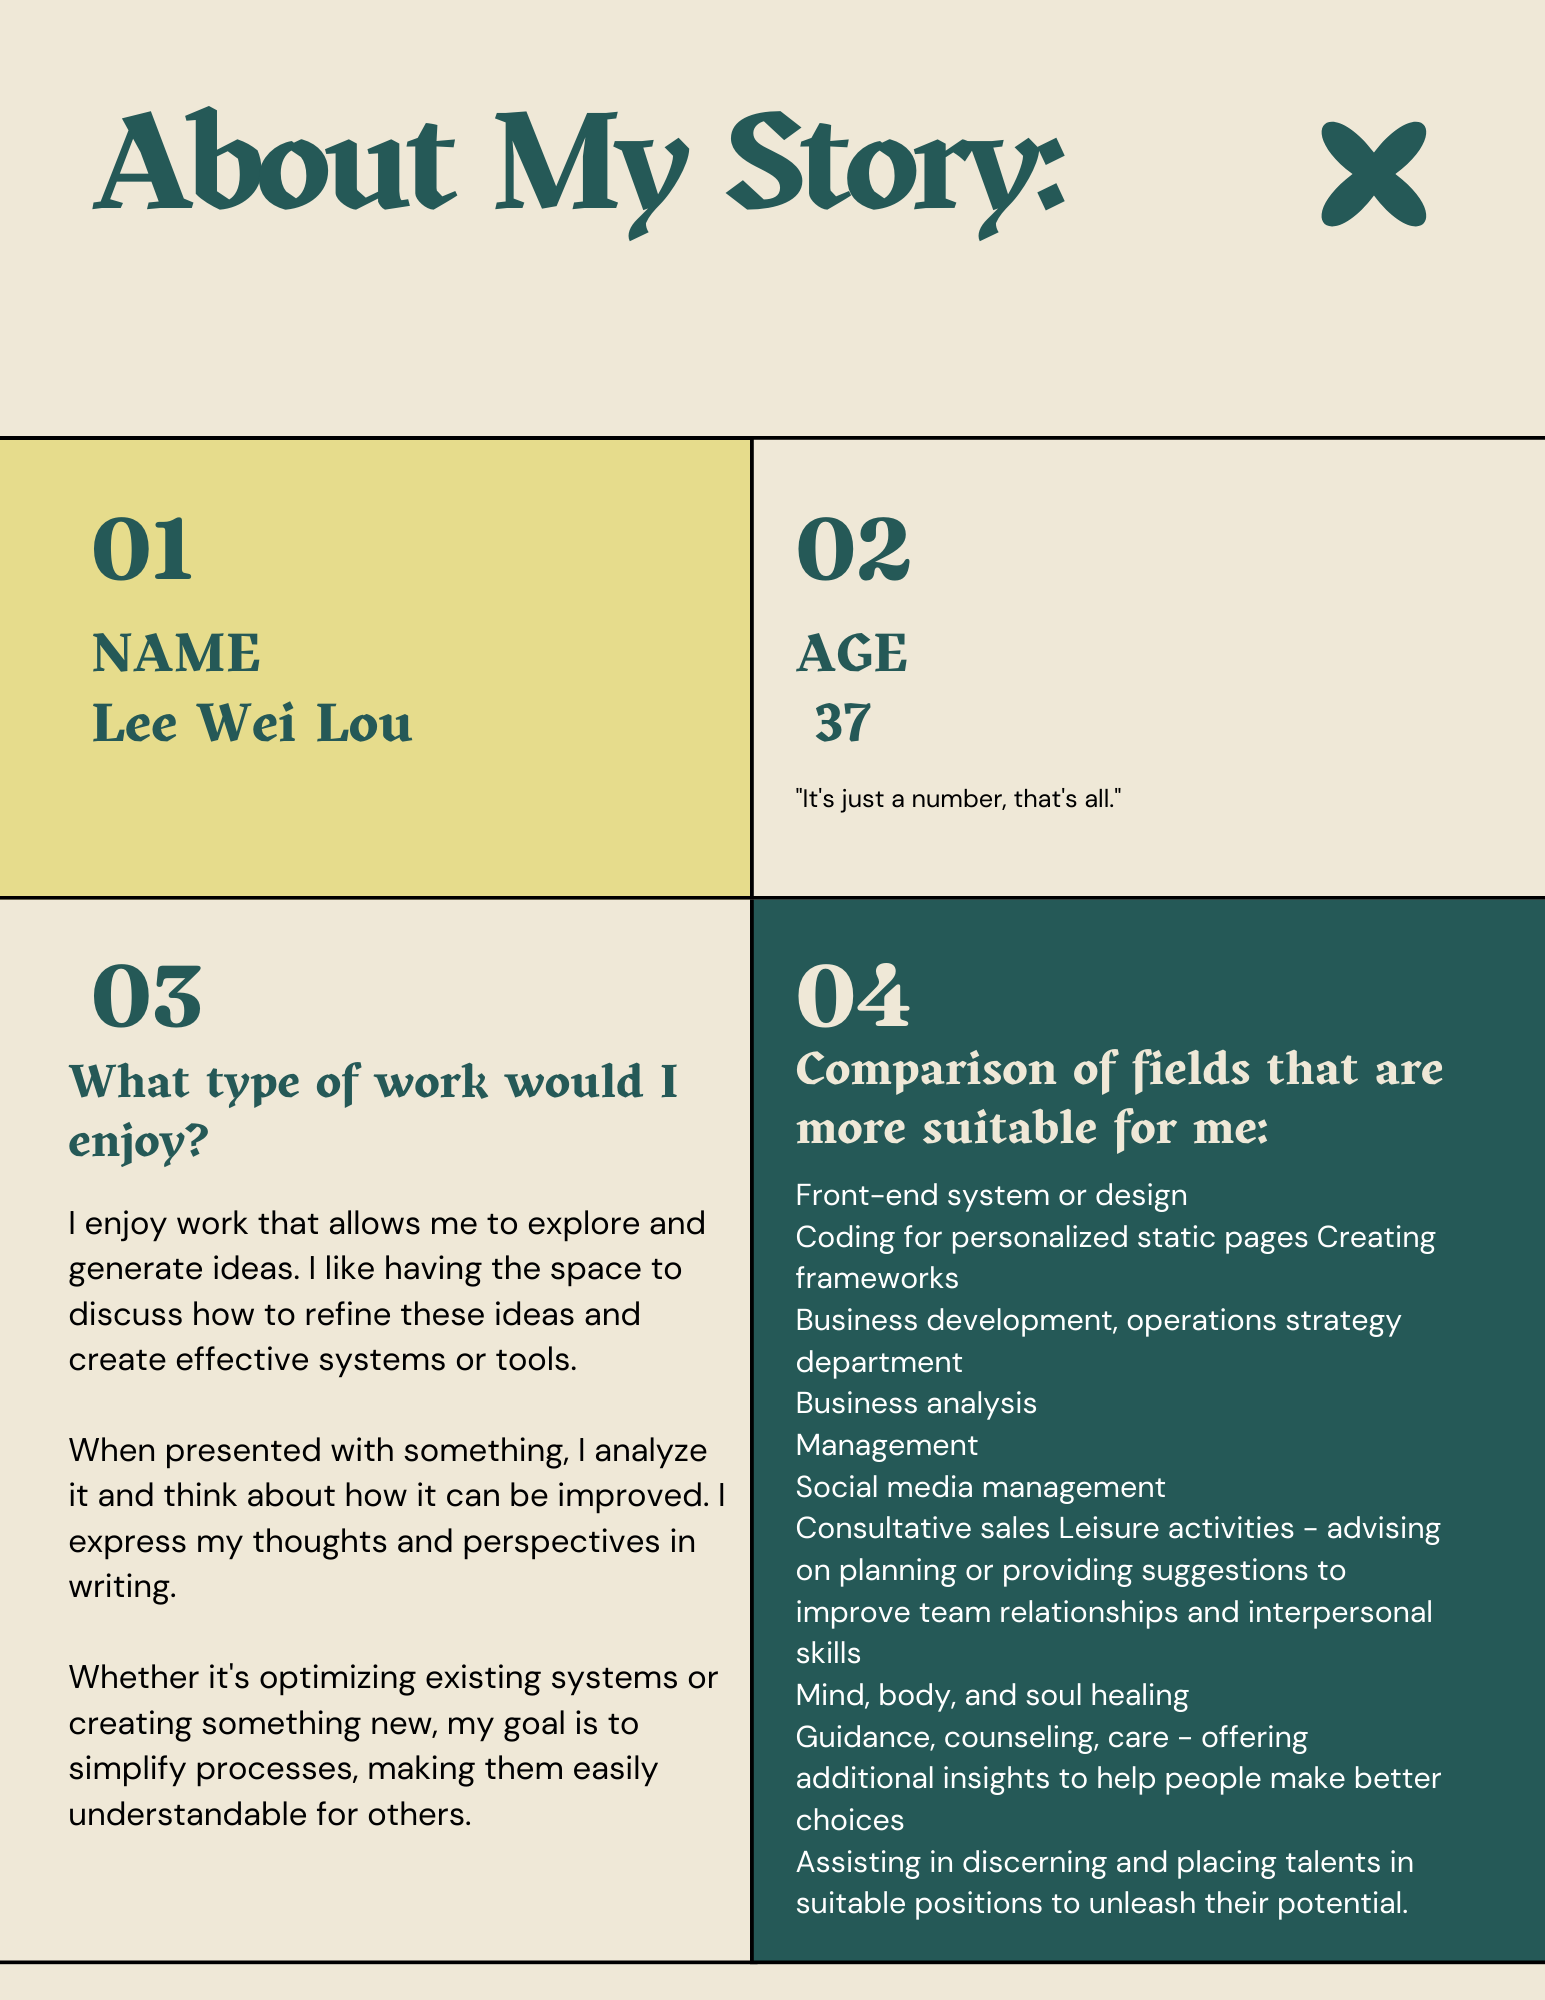 About My Story:
01
NAME
Lee Wei Lou
02
AGE
37
"It's just a number, that's all."
03
What type of work would I
enjoy?
I enjoy work that allows me to explore and
generate ideas. I like having the space to
discuss how to refine these ideas and
create effective systems or tools.
When presented with something, I analyze
it and think about how it can be improved. I
express my thoughts and perspectives in
writing.
Whether it's optimizing existing systems or
creating something new, my goal is to
simplify processes, making them easily
understandable for others.
04
Comparison of fields that are
more suitable for me:
Front-end system or design
Coding for personalized static pages Creating
frameworks
Business development, operations strategy
department
Business analysis
Management
Social media management
Consultative sales Leisure activities - advising
on planning or providing suggestions to
improve team relationships and interpersonal
skills
Mind, body, and soul healing
Guidance, counseling, care - offering
additional insights to help people make better
choices
Assisting in discerning and placing talents in
suitable positions to unleash their potential.